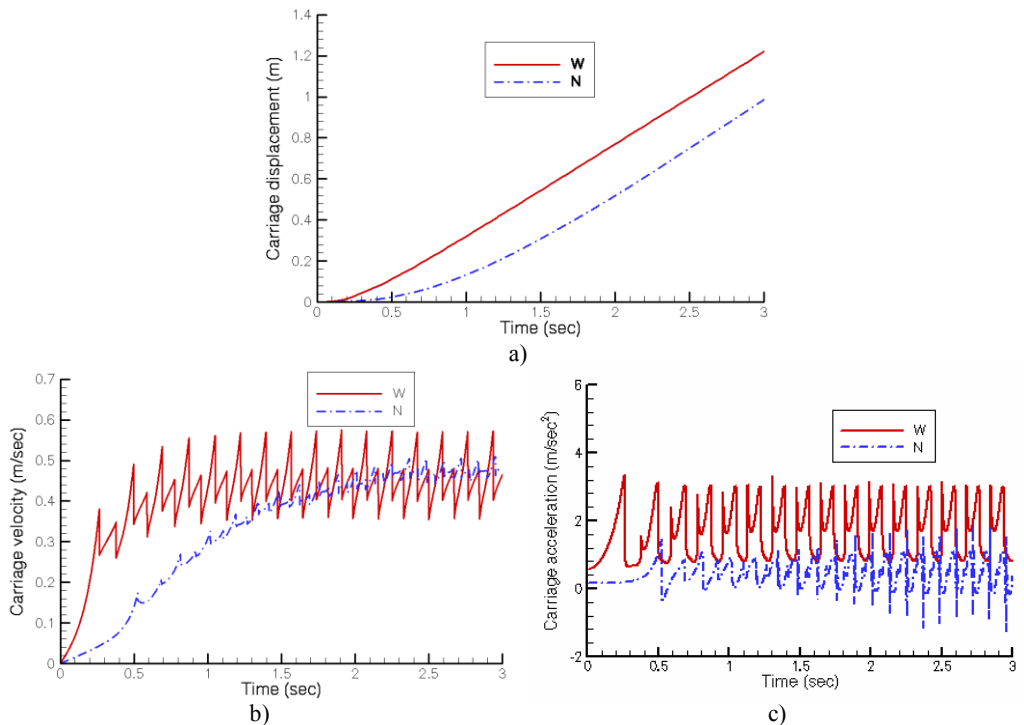 1.4
1.2
1
0.8
0.6
0.4
0.2
0
Carriage displacement (m)
W
N
0 0.5 1 1.5 2 2.5 3
Time (sec)
a)
0.7
0.6
0.5
0.4
0.3
0.2
0.1
0
Carriage velocity (m/sec)
W
N
0 0.5 1 1.5 2 2.5 3
Time (sec)
b)
6
4
2
0
-2
Carriage acceleration (m/sec²)
W
N
0 0.5 1 1.5 2 2.5 3
Time (sec)
c)